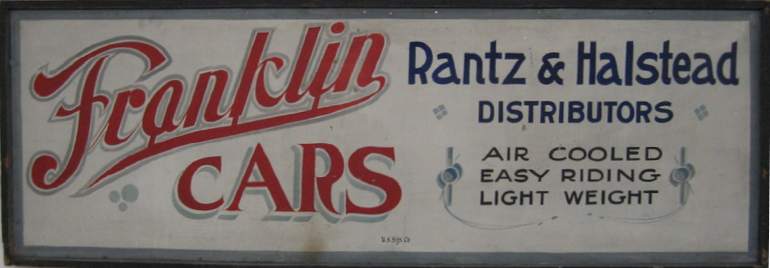 Franklin
CARS
Rantz & Halstead
DISTRIBUTORS
AIR COOLED
EASY RIDING
LIGHT WEIGHT